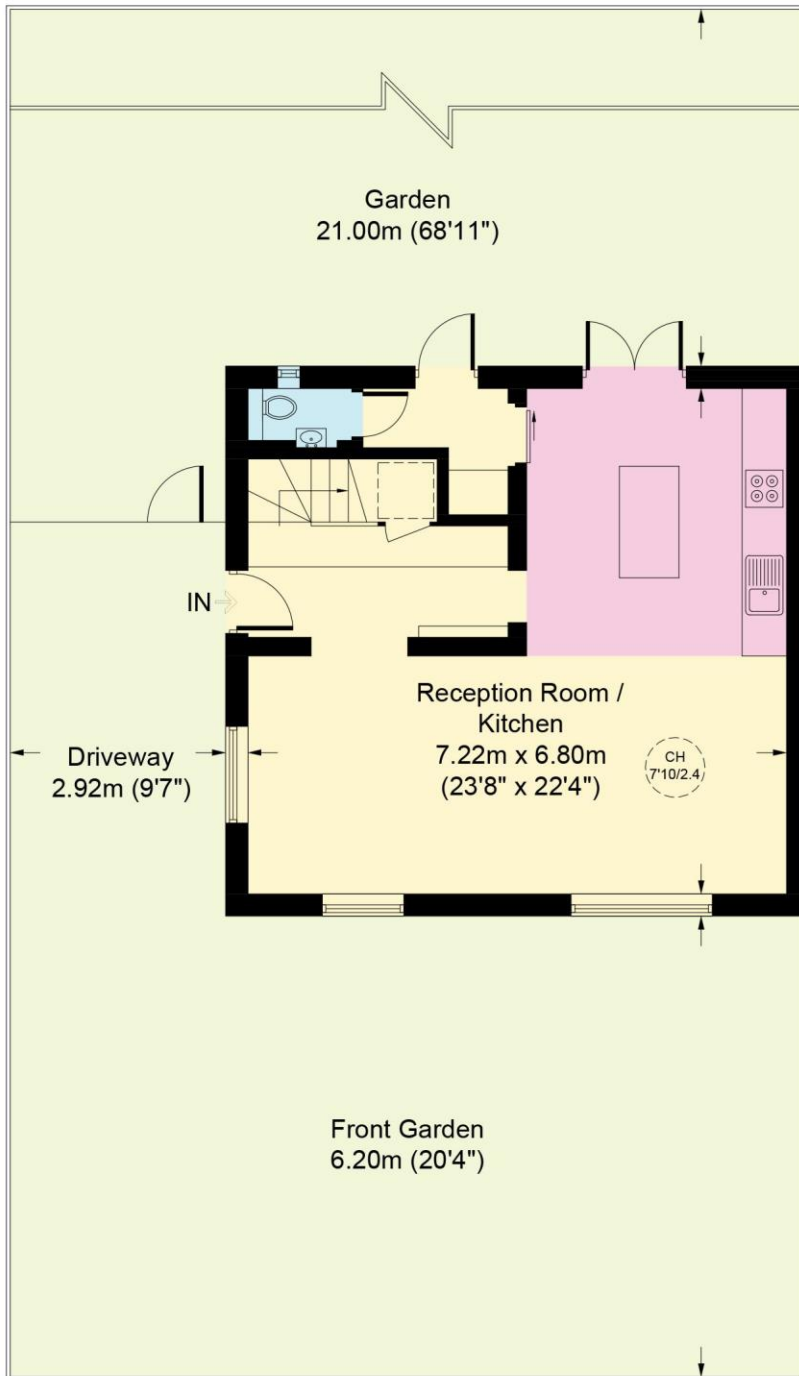 Garden
21.00m (68'11")
IN
Reception Room /
Kitchen
7.22m x 6.80m
(23'8" x 22'4")
CH
7'10/2.4
Driveway
2.92m (9'7")
Front Garden
6.20m (20'4")